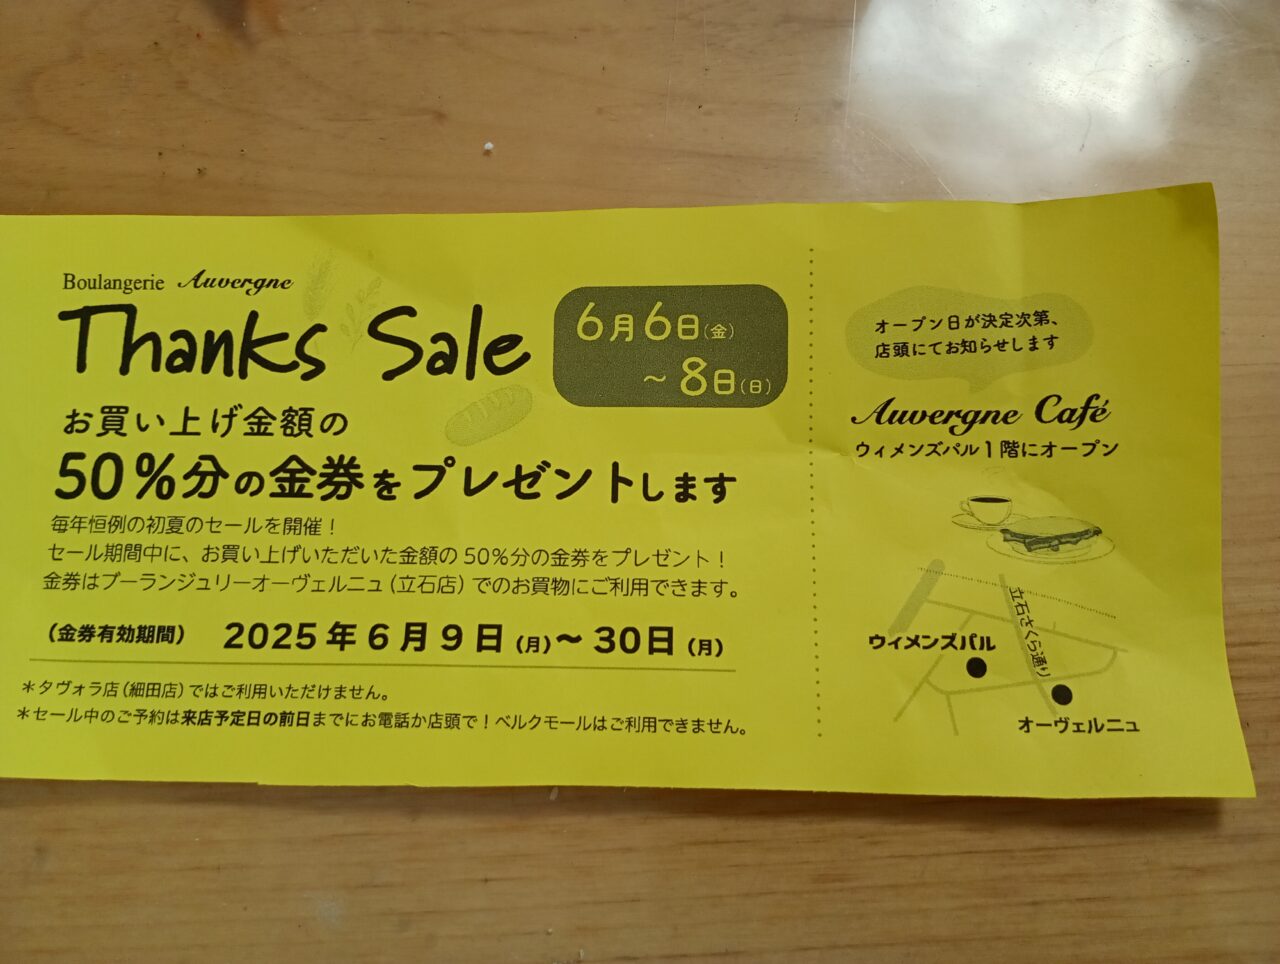 Boulangerie Auvergne
Thanks Sale
6月6日(金)
～8日(日)
お買い上げ金額の
50％分の金券をプレゼントします
毎年恒例の初夏のセールを開催！
セール期間中に、お買い上げいただいた金額の50％分の金券をプレゼント！
金券はブーランジュリーオーヴェルニュ（立石店）でのお買物にご利用できます。
（金券有効期間） 2025年6月9日(月)～30日(月)
＊タヴォラ店（細田店）ではご利用いただけません。
＊セール中のご予約は来店予定日の前日までにお電話か店頭で！ベルクモールはご利用できません。
オープン日が決定次第、
店頭にてお知らせします
Auvergne Café
ウィメンズパル1階にオープン
立石さくら通り
ウィメンズパル
オーヴェルニュ